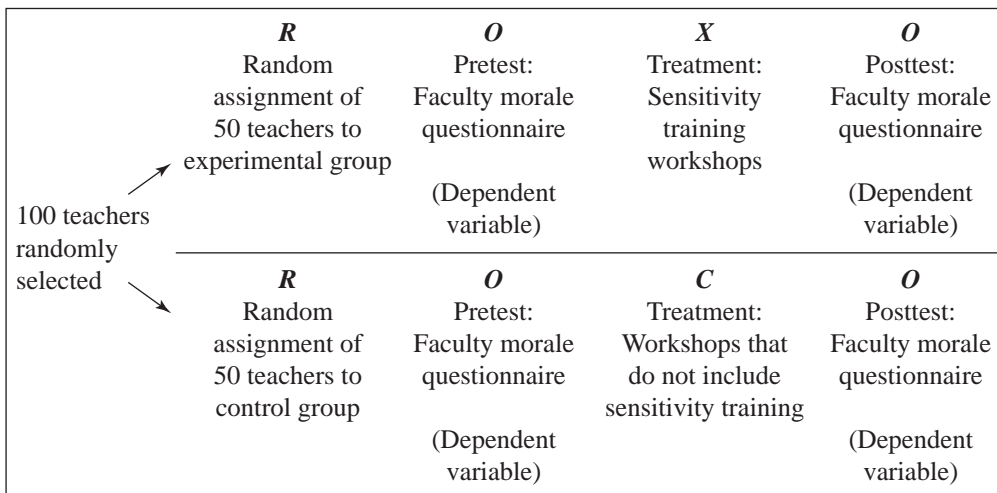 R
Random
assignment of
50 teachers to
experimental group
O
Pretest:
Faculty morale
questionnaire
(Dependent
variable)
X
Treatment:
Sensitivity
training
workshops
O
Posttest:
Faculty morale
questionnaire
(Dependent
variable)
100 teachers
randomly
selected
R
Random
assignment of
50 teachers to
control group
O
Pretest:
Faculty morale
questionnaire
(Dependent
variable)
C
Treatment:
Workshops that
do not include
sensitivity training
O
Posttest:
Faculty morale
questionnaire
(Dependent
variable)